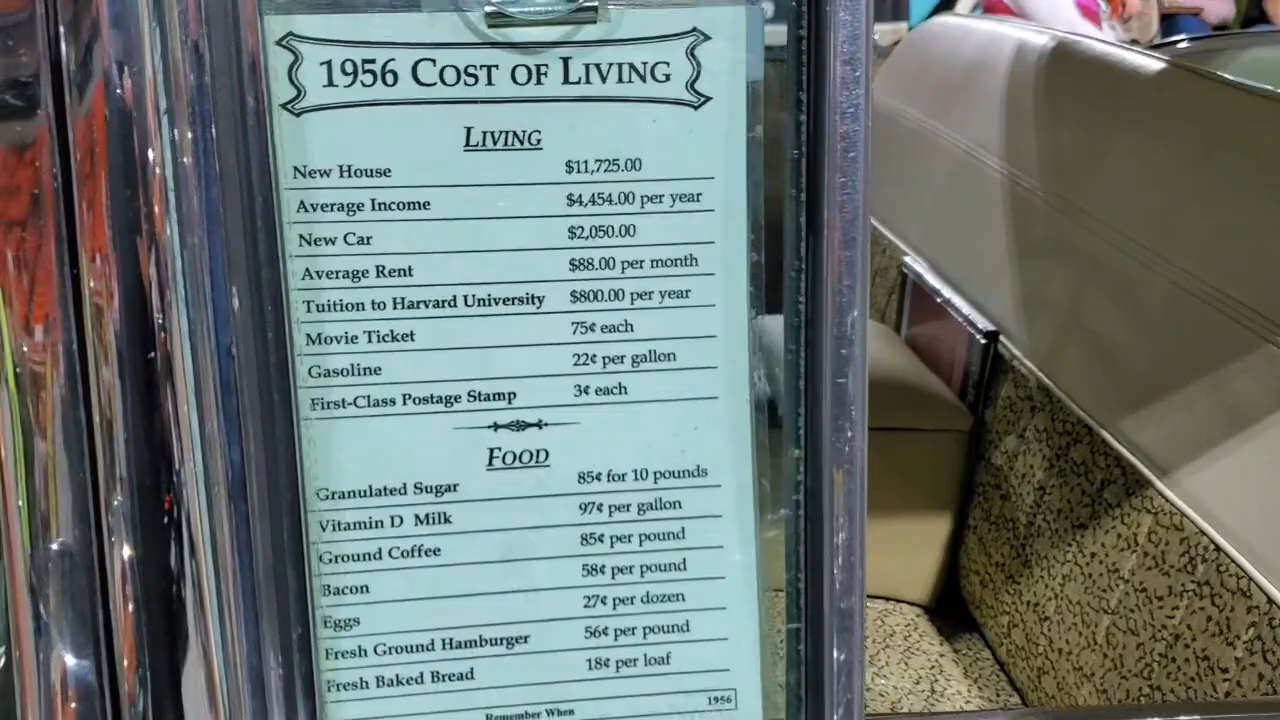 1956 COST OF LIVING
LIVING
New House $11,725.00
Average Income $4,454.00 per year
New Car $2,050.00
Average Rent $88.00 per month
Tuition to Harvard University $800.00 per year
Movie Ticket 75¢ each
Gasoline 22¢ per gallon
First-Class Postage Stamp 3¢ each
FOOD
Granulated Sugar 85¢ for 10 pounds
Vitamin D Milk 97¢ per gallon
Ground Coffee 85¢ per pound
Bacon 58¢ per pound
Eggs 27¢ per dozen
Fresh Ground Hamburger 56¢ per pound
Fresh Baked Bread 18¢ per loaf
Remember When 1956